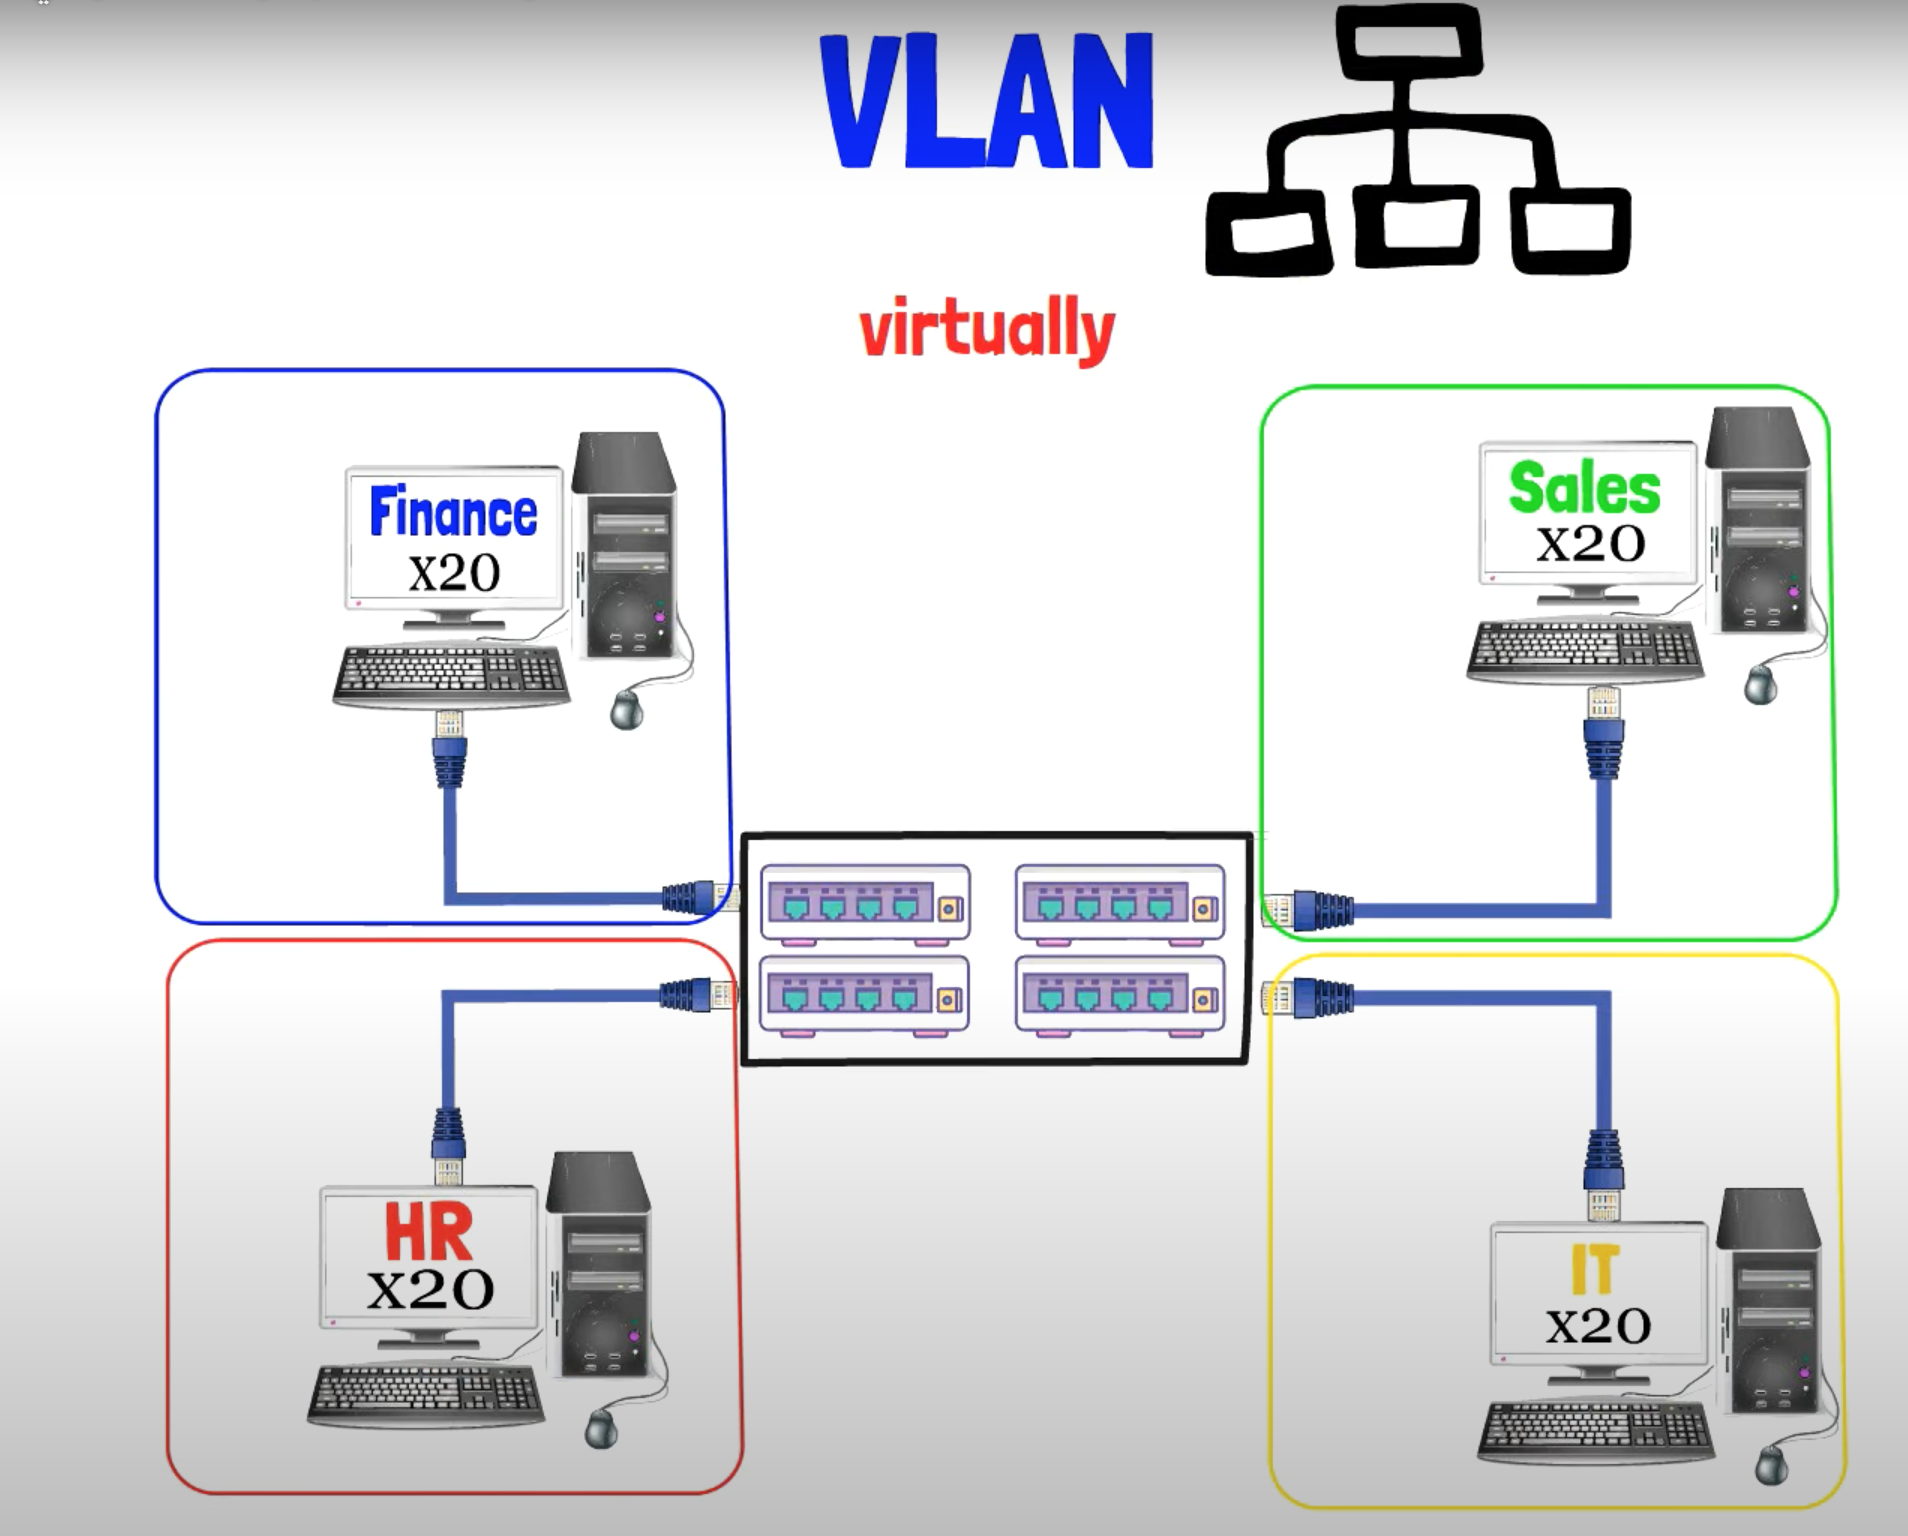 VLAN
virtually
Finance
x20
Sales
x20
HR
x20
IT
x20